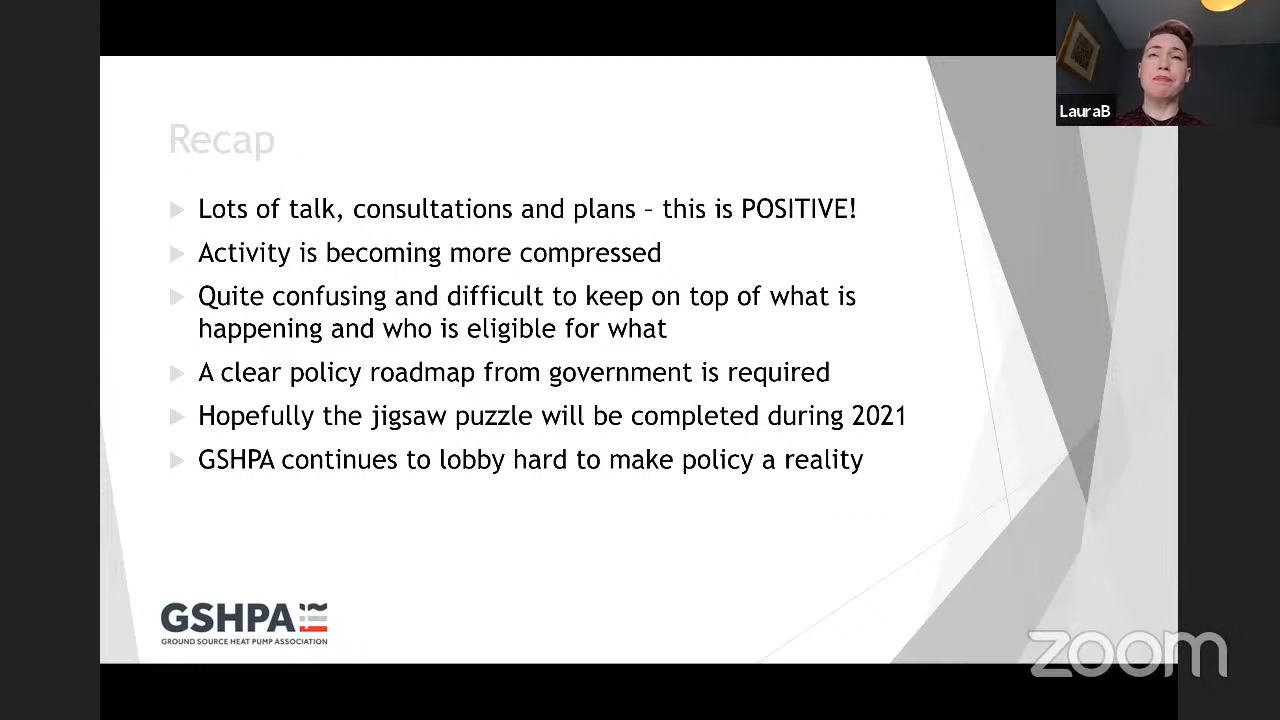 LauraB
Recap
Lots of talk, consultations and plans – this is POSITIVE!
Activity is becoming more compressed
Quite confusing and difficult to keep on top of what is
happening and who is eligible for what
A clear policy roadmap from government is required
Hopefully the jigsaw puzzle will be completed during 2021
GSHPA continues to lobby hard to make policy a reality
GSHPA
GROUND SOURCE HEAT PUMP ASSOCIATION
zoom